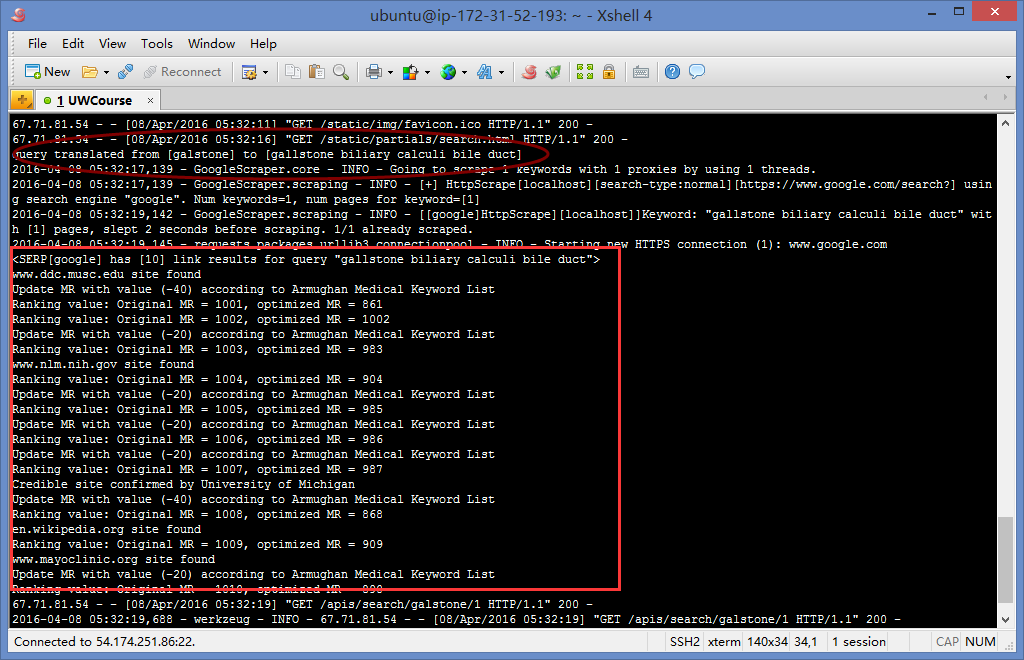 ubuntu@ip-172-31-52-193: ~ - Xshell 4
File Edit View Tools Window Help
New Reconnect
1 UWCourse
67.71.81.54 - - [08/Apr/2016 05:32:11] "GET /static/img/favicon.ico HTTP/1.1" 200 -
67.71.81.54 - - [08/Apr/2016 05:32:16] "GET /static/partials/search.html HTTP/1.1" 200 -
query translated from [galstone] to [gallstone biliary calculi bile duct]
2016-04-08 05:32:17,139 - GoogleScraper.core - INFO - Going to scrape 1 keywords with 1 proxies by using 1 threads.
2016-04-08 05:32:17,139 - GoogleScraper.scraping - INFO - [+] HttpScrape[localhost][search-type:normal][https://www.google.com/search?] usin
g search engine "google". Num keywords=1, num pages for keyword=[1]
2016-04-08 05:32:19,142 - GoogleScraper.scraping - INFO - [[google]HttpScrape][localhost]]Keyword: "gallstone biliary calculi bile duct" wit
h [1] pages, slept 2 seconds before scraping. 1/1 already scraped.
2016-04-08 05:32:19,145 - requests.packages.urllib3.connectionpool - INFO - Starting new HTTPS connection (1): www.google.com
<SERP[google] has [10] link results for query "gallstone biliary calculi bile duct">
www.ddc.musc.edu site found
Update MR with value (-40) according to Armughan Medical Keyword List
Ranking value: Original MR = 1001, optimized MR = 861
Ranking value: Original MR = 1002, optimized MR = 1002
Update MR with value (-20) according to Armughan Medical Keyword List
Ranking value: Original MR = 1003, optimized MR = 983
www.nlm.nih.gov site found
Ranking value: Original MR = 1004, optimized MR = 904
Update MR with value (-20) according to Armughan Medical Keyword List
Ranking value: Original MR = 1005, optimized MR = 985
Update MR with value (-20) according to Armughan Medical Keyword List
Ranking value: Original MR = 1006, optimized MR = 986
Update MR with value (-20) according to Armughan Medical Keyword List
Ranking value: Original MR = 1007, optimized MR = 987
Credible site confirmed by University of Michigan
Update MR with value (-40) according to Armughan Medical Keyword List
Ranking value: Original MR = 1008, optimized MR = 868
en.wikipedia.org site found
Ranking value: Original MR = 1009, optimized MR = 909
www.mayoclinic.org site found
Update MR with value (-20) according to Armughan Medical Keyword List
Ranking value: Original MR = 1010, optimized MR = 890
67.71.81.54 - - [08/Apr/2016 05:32:19] "GET /apis/search/galstone/1 HTTP/1.1" 200 -
2016-04-08 05:32:19,688 - werkzeug - INFO - 67.71.81.54 - - [08/Apr/2016 05:32:19] "GET /apis/search/galstone/1 HTTP/1.1" 200 -
Connected to 54.174.251.86:22. SSH2 xterm 140x34 34,1 1 session CAP NUM